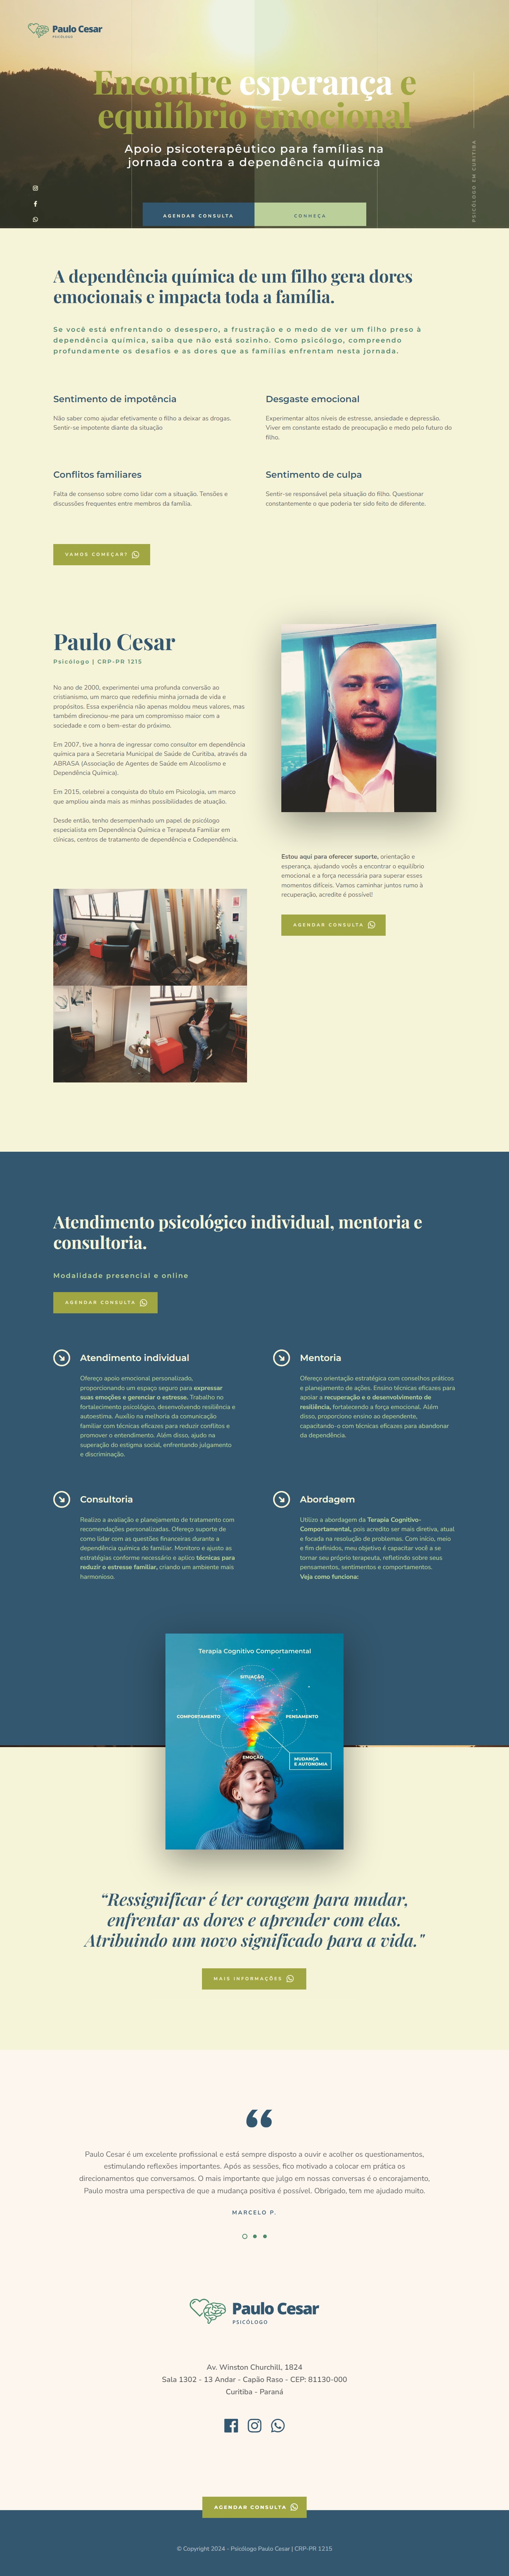 Paulo Cesar
PSICÓLOGO
Encontre esperança e
equilíbrio emocional
Apoio psicoterapêutico para famílias na
jornada contra a dependência química
PSICÓLOGO EM CURITIBA
AGENDAR CONSULTA
CONHEÇA
A dependência química de um filho gera dores
emocionais e impacta toda a família.
Se você está enfrentando o desespero, a frustração e o medo de ver um filho preso à
dependência química, saiba que não está sozinho. Como psicólogo, compreendo
profundamente os desafios e as dores que as famílias enfrentam nesta jornada.
Sentimento de impotência
Não saber como ajudar efetivamente o filho a deixar as drogas.
Sentir-se impotente diante da situação
Desgaste emocional
Experimentar altos níveis de estresse, ansiedade e depressão.
Viver em constante estado de preocupação e medo pelo futuro do
filho.
Conflitos familiares
Falta de consenso sobre como lidar com a situação. Tensões e
discussões frequentes entre membros da família.
Sentimento de culpa
Sentir-se responsável pela situação do filho. Questionar
constantemente o que poderia ter sido feito de diferente.
VAMOS COMEÇAR?
Paulo Cesar
Psicólogo | CRP-PR 1215
No ano de 2000, experimentei uma profunda conversão ao
cristianismo, um marco que redefiniu minha jornada de vida e
propósitos. Essa experiência não apenas moldou meus valores, mas
também direcionou-me para um compromisso maior com a
sociedade e com o bem-estar do próximo.
Em 2007, tive a honra de ingressar como consultor em dependência
química para a Secretaria Municipal de Saúde de Curitiba, através da
ABRASA (Associação de Agentes de Saúde em Alcoolismo e
Dependência Química).
Em 2015, celebrei a conquista do título em Psicologia, um marco
que ampliou ainda mais as minhas possibilidades de atuação.
Desde então, tenho desempenhado um papel de psicólogo
especialista em Dependência Química e Terapeuta Familiar em
clínicas, centros de tratamento de dependência e Codependência.
Estou aqui para oferecer suporte, orientação e
esperança, ajudando vocês a encontrar o equilíbrio
emocional e a força necessária para superar esses
momentos difíceis. Vamos caminhar juntos rumo à
recuperação, acredite é possível!
AGENDAR CONSULTA
Atendimento psicológico individual, mentoria e
consultoria.
Modalidade presencial e online
AGENDAR CONSULTA
Atendimento individual
Ofereço apoio emocional personalizado,
proporcionando um espaço seguro para expressar
suas emoções e gerenciar o estresse. Trabalho no
fortalecimento psicológico, desenvolvendo resiliência e
autoestima. Auxílio na melhoria da comunicação
familiar com técnicas eficazes para reduzir conflitos e
promover o entendimento. Além disso, ajudo na
superação do estigma social, enfrentando julgamento
e discriminação.
Mentoria
Ofereço orientação estratégica com conselhos práticos
e planejamento de ações. Ensino técnicas eficazes para
apoiar a recuperação e o desenvolvimento de
resiliência, fortalecendo a força emocional. Além
disso, proporciono ensino ao dependente,
capacitando-o com técnicas eficazes para abandonar
da dependência.
Consultoria
Realizo a avaliação e planejamento de tratamento com
recomendações personalizadas. Ofereço suporte de
como lidar com as questões financeiras durante a
dependência química do familiar. Monitoro e ajusto as
estratégias conforme necessário e aplico técnicas para
reduzir o estresse familiar, criando um ambiente mais
harmonioso.
Abordagem
Utilizo a abordagem da Terapia Cognitivo-
Comportamental, pois acredito ser mais diretiva, atual
e focada na resolução de problemas. Com início, meio
e fim definidos, meu objetivo é capacitar você a se
tornar seu próprio terapeuta, refletindo sobre seus
pensamentos, sentimentos e comportamentos.
Veja como funciona:
Terapia Cognitivo Comportamental
SITUAÇÃO
COMPORTAMENTO
PENSAMENTO
EMOÇÃO
MUDANÇA
E AUTONOMIA
“Ressignificar é ter coragem para mudar,
enfrentar as dores e aprender com elas.
Atribuindo um novo significado para a vida."
MAIS INFORMAÇÕES
Paulo Cesar é um excelente profissional e está sempre disposto a ouvir e acolher os questionamentos,
estimulando reflexões importantes. Após as sessões, fico motivado a colocar em prática os
direcionamentos que conversamos. O mais importante que julgo em nossas conversas é o encorajamento,
Paulo mostra uma perspectiva de que a mudança positiva é possível. Obrigado, tem me ajudado muito.
MARCELO P.
Paulo Cesar
PSICÓLOGO
Av. Winston Churchill, 1824
Sala 1302 - 13 Andar - Capão Raso - CEP: 81130-000
Curitiba - Paraná
AGENDAR CONSULTA
© Copyright 2024 - Psicólogo Paulo Cesar | CRP-PR 1215